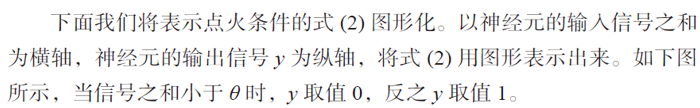 下面我们将表示点火条件的式 (2) 图形化。以神经元的输入信号之和
为横轴，神经元的输出信号 y 为纵轴，将式 (2) 用图形表示出来。如下图
所示，当信号之和小于 θ 时，y 取值 0，反之 y 取值 1。